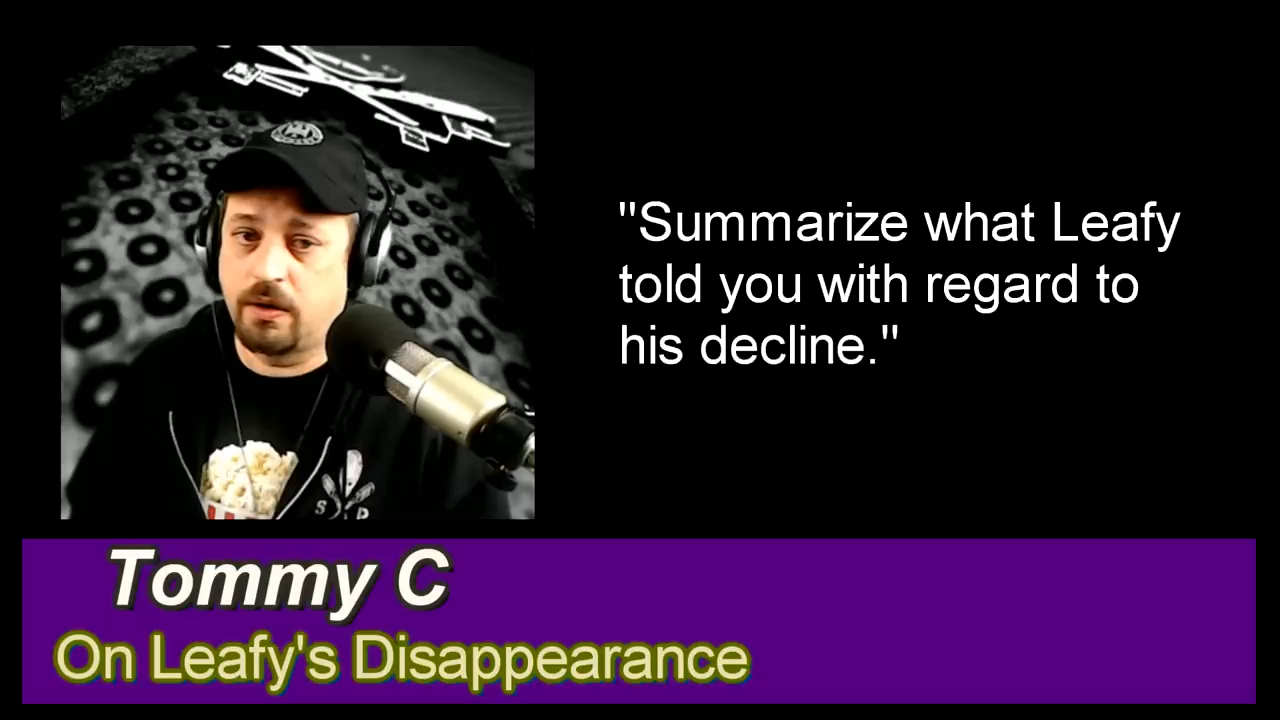 "Summarize what Leafy
told you with regard to
his decline."
S P
Tommy C
On Leafy's Disappearance